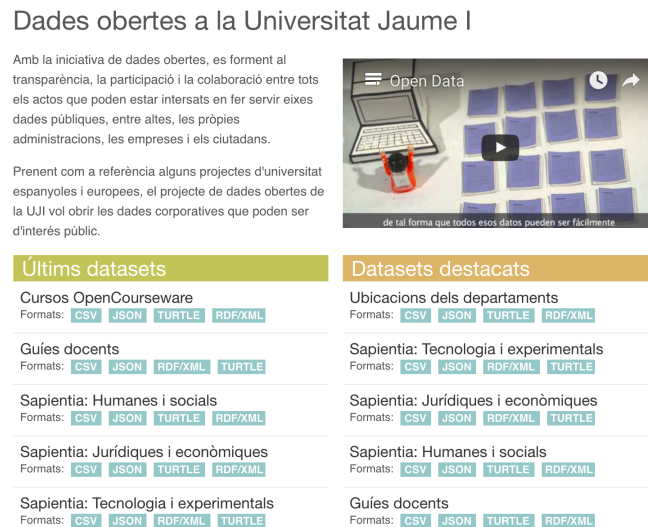 Dades obertes a la Universitat Jaume I
Amb la iniciativa de dades obertes, es forment al
transparència, la participació i la colaboració entre tots
els actos que poden estar intersats en fer servir eixes
dades públiques, entre altes, les pròpies
administracions, les empreses i els ciutadans.
Prenent com a referència alguns projectes d'universitat
espanyoles i europees, el projecte de dades obertes de
la UJI vol obrir les dades corporatives que poden ser
d'interés públic.
Open Data
de tal forma que todos esos datos pueden ser fácilmente
Últims datasets
Cursos OpenCourseware
Formats: CSV JSON TURTLE RDF/XML
Guíes docents
Formats: CSV JSON RDF/XML TURTLE
Sapientia: Humanes i socials
Formats: CSV JSON TURTLE RDF/XML
Sapientia: Jurídiques i econòmiques
Formats: CSV JSON TURTLE RDF/XML
Sapientia: Tecnologia i experimentals
Formats: CSV JSON RDF/XML TURTLE
Datasets destacats
Ubicacions dels departaments
Formats: CSV JSON TURTLE RDF/XML
Sapientia: Tecnologia i experimentals
Formats: CSV JSON RDF/XML TURTLE
Sapientia: Jurídiques i econòmiques
Formats: CSV JSON RDF/XML TURTLE
Sapientia: Humanes i socials
Formats: CSV JSON TURTLE RDF/XML
Guíes docents
Formats: CSV JSON TURTLE RDF/XML